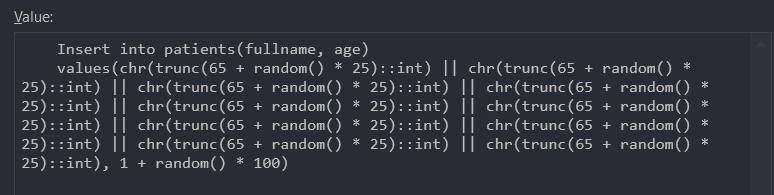 Value:
Insert into patients(fullname, age)
values(chr(trunc(65 + random() * 25)::int) || chr(trunc(65 + random() *
25)::int) || chr(trunc(65 + random() * 25)::int) || chr(trunc(65 + random() *
25)::int) || chr(trunc(65 + random() * 25)::int) || chr(trunc(65 + random() *
25)::int) || chr(trunc(65 + random() * 25)::int) || chr(trunc(65 + random() *
25)::int) || chr(trunc(65 + random() * 25)::int) || chr(trunc(65 + random() *
25)::int), 1 + random() * 100)